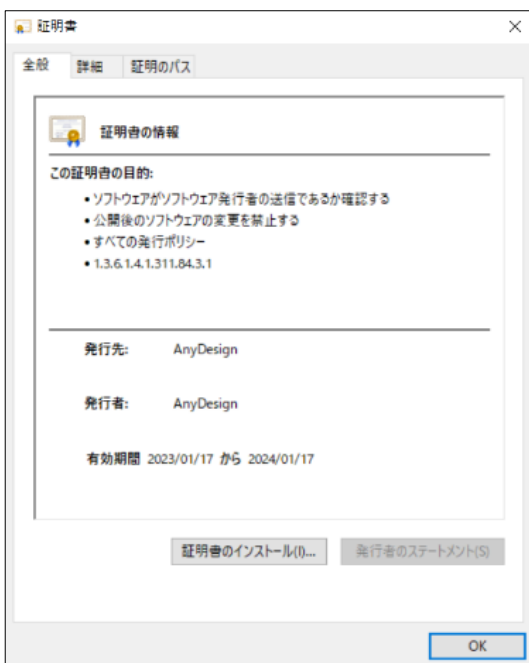 証明書
全般 詳細 証明のパス
証明書の情報
この証明書の目的:
• ソフトウェアがソフトウェア発行者の送信であるか確認する
• 公開後のソフトウェアの変更を禁止する
• すべての発行ポリシー
• 1.3.6.1.4.1.311.84.3.1
発行先: AnyDesign
発行者: AnyDesign
有効期間 2023/01/17 から 2024/01/17
証明書のインストール(I)... 発行者のステートメント(S)
OK